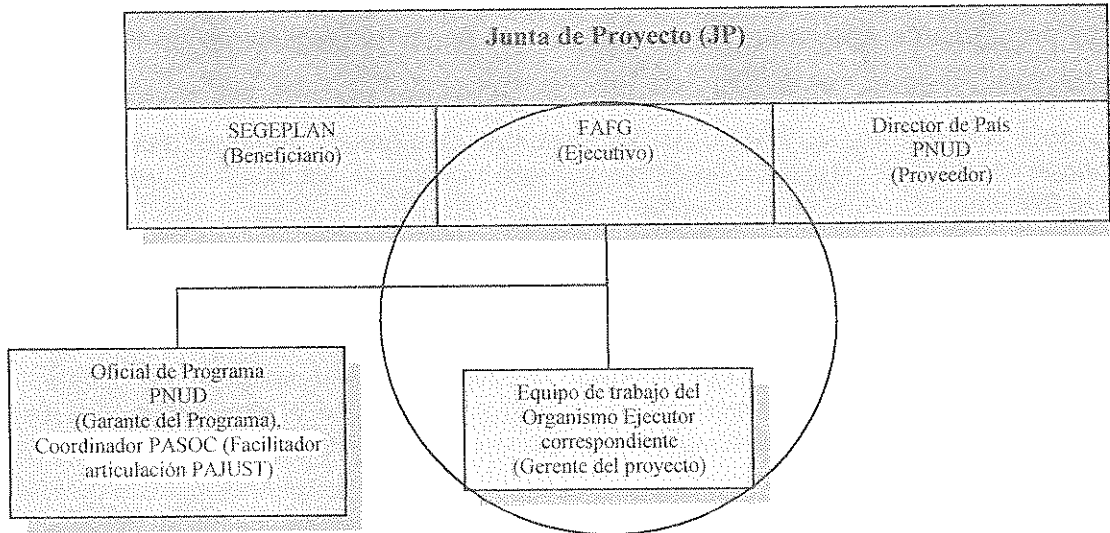 Junta de Proyecto (JP)
SEGEPLAN
(Beneficiario)
FAFG
(Ejecutivo)
Director de País
PNUD
(Proveedor)
Oficial de Programa
PNUD
(Garante del Programa),
Coordinador PASOC (Facilitador
articulación PAJUST)
Equipo de trabajo del
Organismo Ejecutor
correspondiente
(Gerente del proyecto)